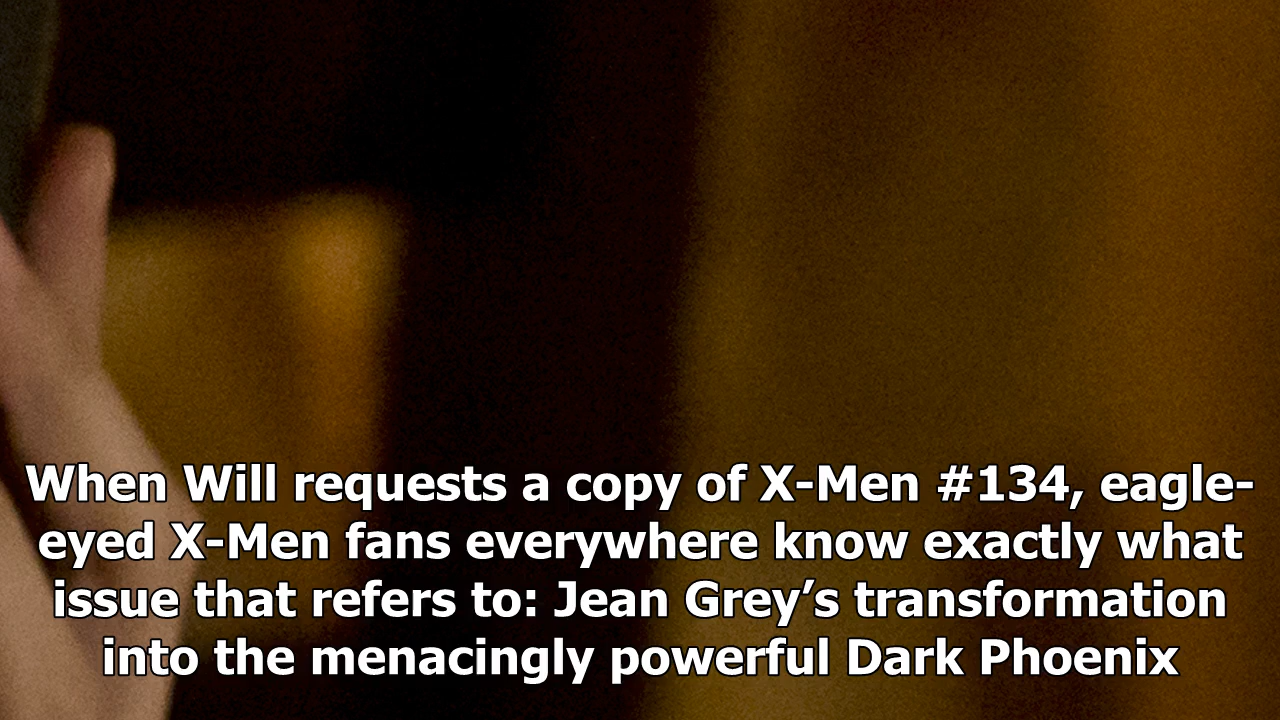 When Will requests a copy of X-Men #134, eagle-
eyed X-Men fans everywhere know exactly what
issue that refers to: Jean Grey’s transformation
into the menacingly powerful Dark Phoenix